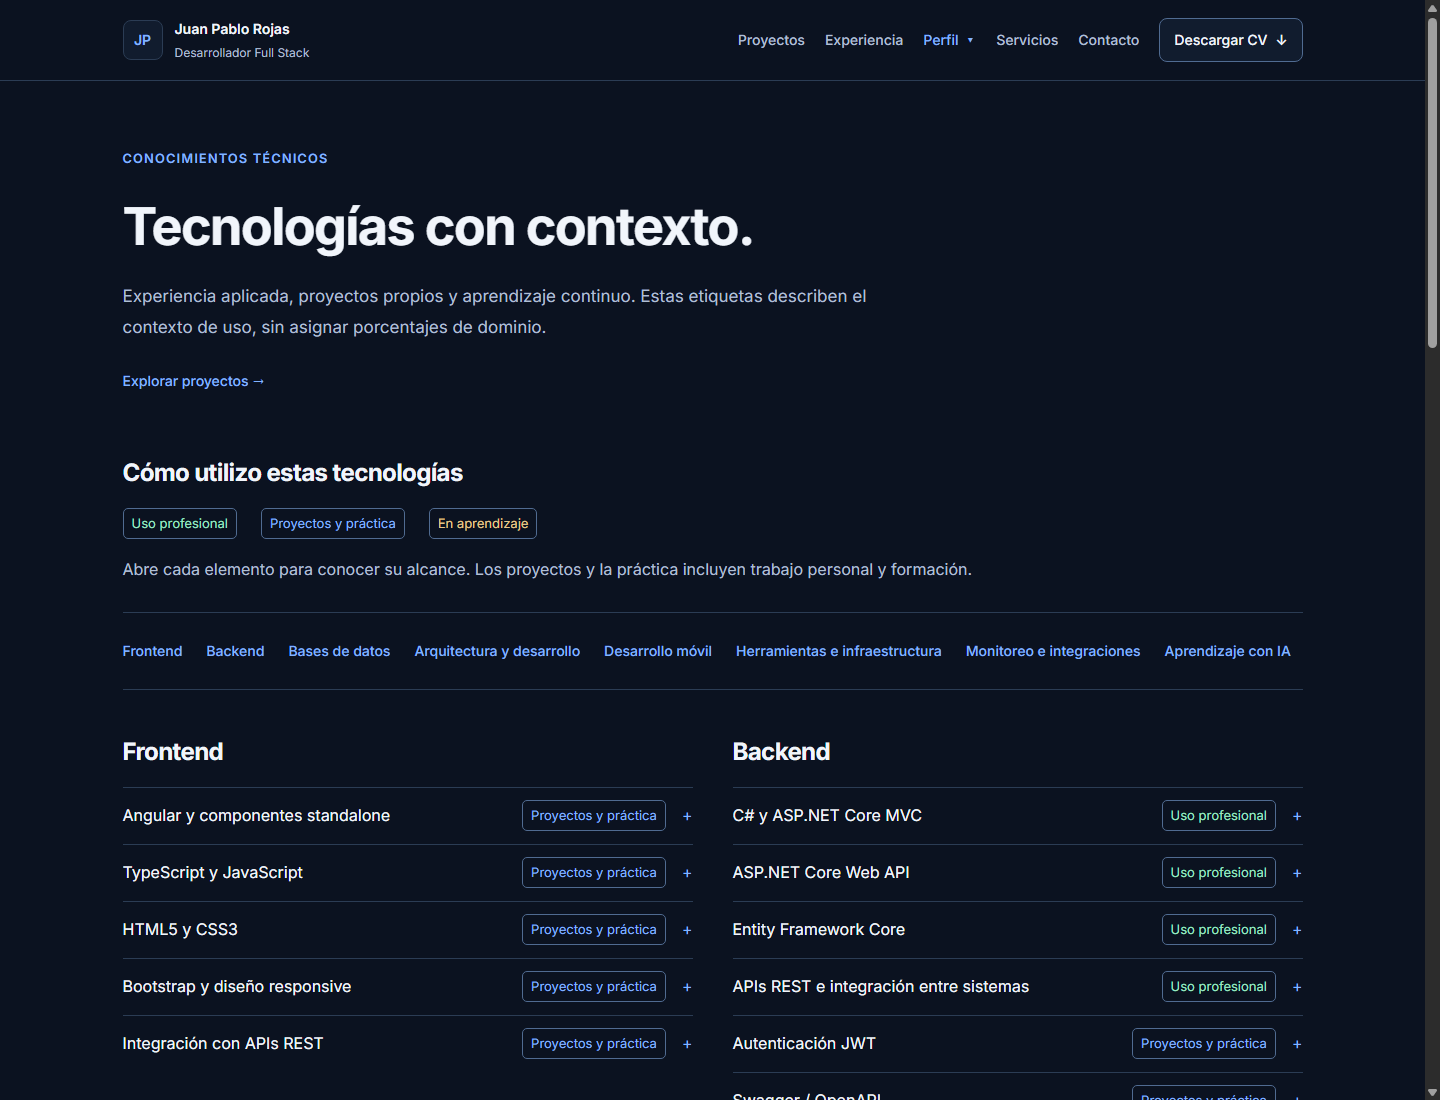 JP
Juan Pablo Rojas
Desarrollador Full Stack
Proyectos
Experiencia
Perfil ▾
Servicios
Contacto
Descargar CV ↓
CONOCIMIENTOS TÉCNICOS
Tecnologías con contexto.
Experiencia aplicada, proyectos propios y aprendizaje continuo. Estas etiquetas describen el
contexto de uso, sin asignar porcentajes de dominio.
Explorar proyectos →
Cómo utilizo estas tecnologías
Uso profesional
Proyectos y práctica
En aprendizaje
Abre cada elemento para conocer su alcance. Los proyectos y la práctica incluyen trabajo personal y formación.
Frontend
Backend
Bases de datos
Arquitectura y desarrollo
Desarrollo móvil
Herramientas e infraestructura
Monitoreo e integraciones
Aprendizaje con IA
Frontend
Angular y componentes standalone
Proyectos y práctica +
TypeScript y JavaScript
Proyectos y práctica +
HTML5 y CSS3
Proyectos y práctica +
Bootstrap y diseño responsive
Proyectos y práctica +
Integración con APIs REST
Proyectos y práctica +
Backend
C# y ASP.NET Core MVC
Uso profesional +
ASP.NET Core Web API
Uso profesional +
Entity Framework Core
Uso profesional +
APIs REST e integración entre sistemas
Uso profesional +
Autenticación JWT
Proyectos y práctica +
Swagger / OpenAPI
Proyectos y práctica +